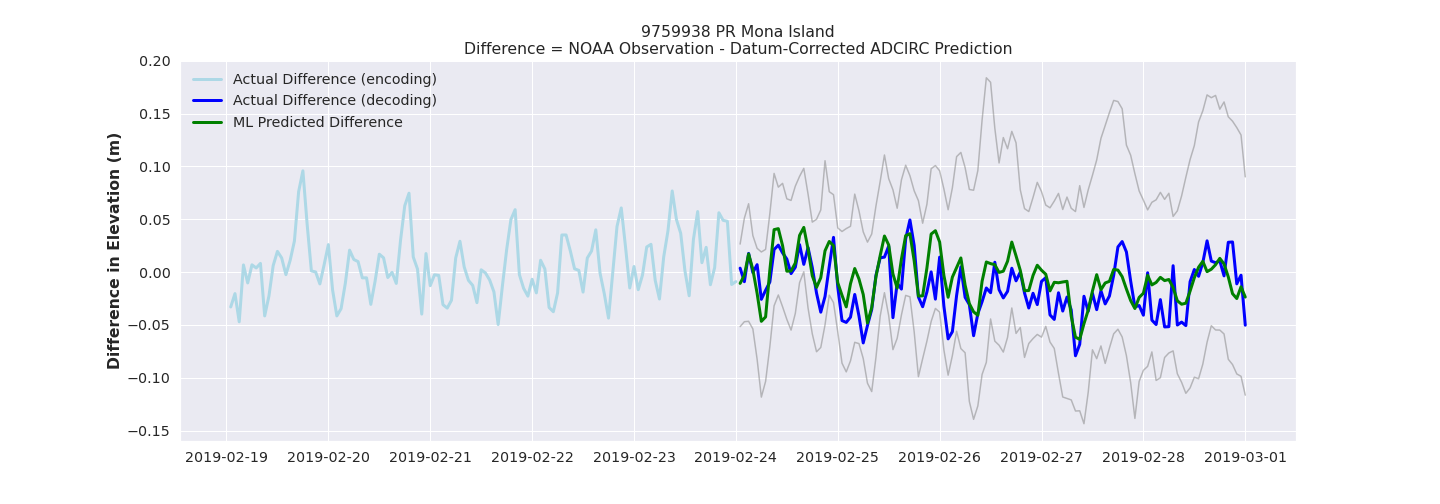 9759938 PR Mona Island
Difference = NOAA Observation - Datum-Corrected ADCIRC Prediction
Actual Difference (encoding)
Actual Difference (decoding)
ML Predicted Difference
Difference in Elevation (m)
0.20
0.15
0.10
0.05
0.00
−0.05
−0.10
−0.15
2019-02-19 2019-02-20 2019-02-21 2019-02-22 2019-02-23 2019-02-24 2019-02-25 2019-02-26 2019-02-27 2019-02-28 2019-03-01